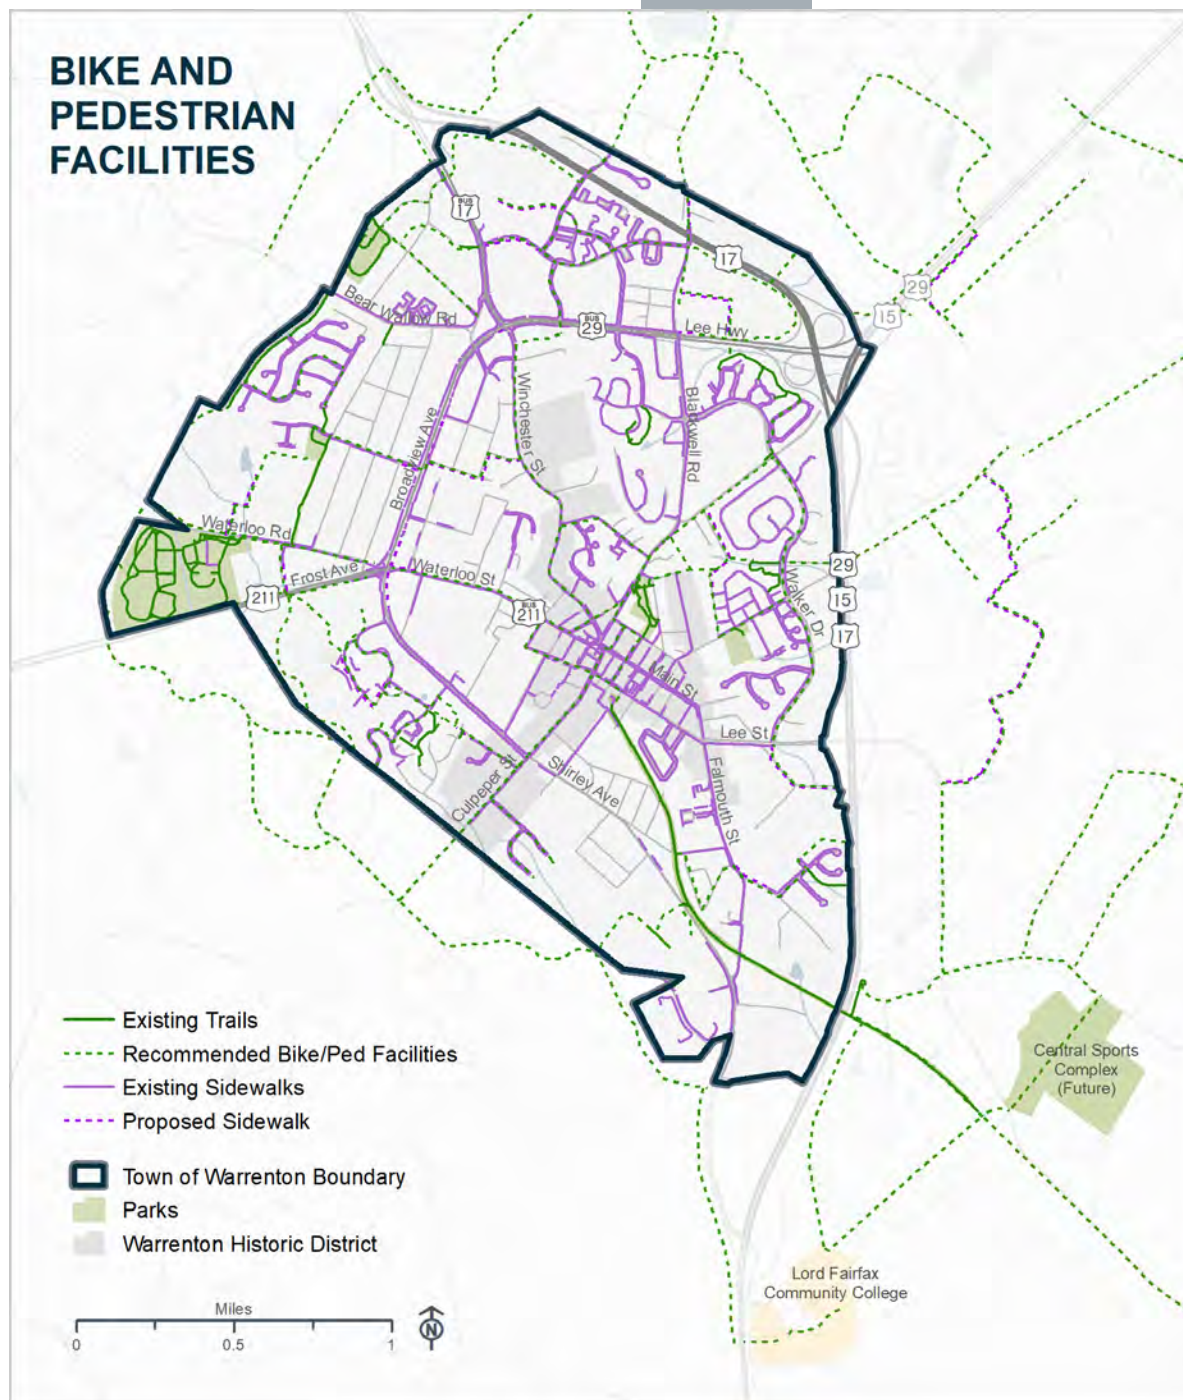 BIKE AND
PEDESTRIAN
FACILITIES
BUS
17
17
29
15
Bear Wallow Rd
BUS
29
Lee Hwy
Winchester St
Blackwell Rd
Broadview Ave
Waterloo Rd
Frost Ave
Waterloo St
211
BUS
211
29
15
17
Walker Dr
Main St
Lee St
Culpeper St
Shirley Ave
Falmouth St
Existing Trails
Recommended Bike/Ped Facilities
Existing Sidewalks
Proposed Sidewalk
Town of Warrenton Boundary
Parks
Warrenton Historic District
Central Sports
Complex
(Future)
Lord Fairfax
Community College
Miles
0
0.5
1
N